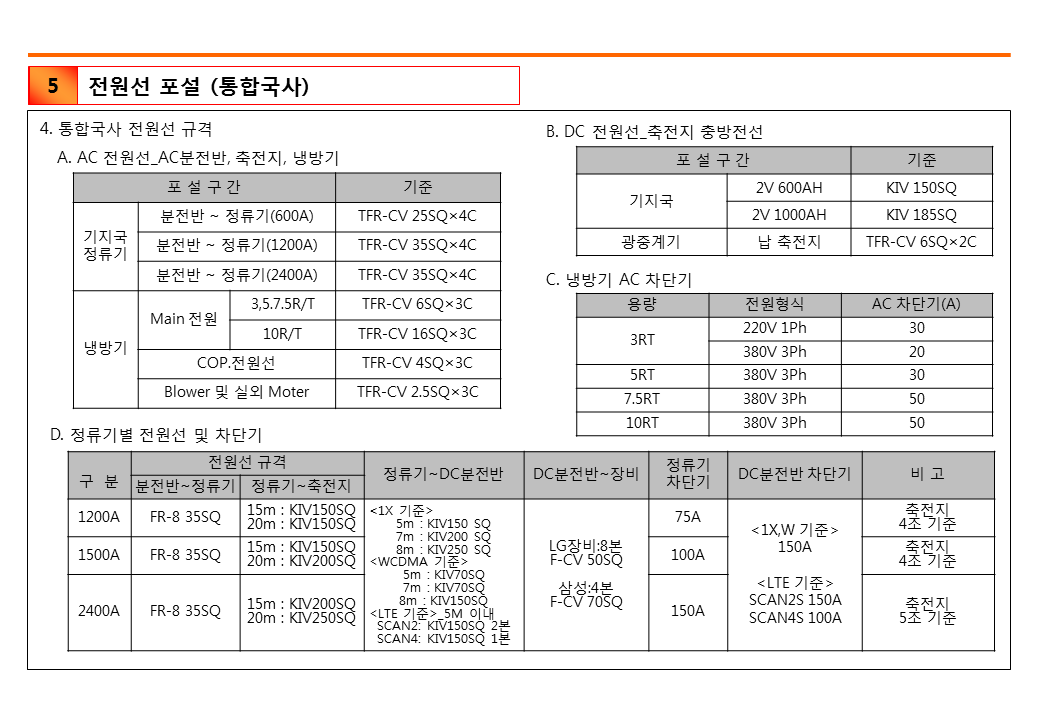 5 전원선 포설 (통합국사)
4. 통합국사 전원선 규격
A. AC 전원선_AC분전반, 축전지, 냉방기
포 설 구 간 기준
기지국 정류기 분전반 ~ 정류기(600A) TFR-CV 25SQ×4C
분전반 ~ 정류기(1200A) TFR-CV 35SQ×4C
분전반 ~ 정류기(2400A) TFR-CV 35SQ×4C
냉방기 Main 전원 3,5.7.5R/T TFR-CV 6SQ×3C
10R/T TFR-CV 16SQ×3C
COP.전원선 TFR-CV 4SQ×3C
Blower 및 실외 Moter TFR-CV 2.5SQ×3C
B. DC 전원선_축전지 충방전선
포 설 구 간 기준
기지국 2V 600AH KIV 150SQ
2V 1000AH KIV 185SQ
광중계기 납 축전지 TFR-CV 6SQ×2C
C. 냉방기 AC 차단기
용량 전원형식 AC 차단기(A)
3RT 220V 1Ph 30
380V 3Ph 20
5RT 380V 3Ph 30
7.5RT 380V 3Ph 50
10RT 380V 3Ph 50
D. 정류기별 전원선 및 차단기
구 분 전원선 규격 정류기~DC분전반 DC분전반~장비 정류기 차단기 DC분전반 차단기 비 고
분전반~정류기 정류기~축전지
1200A FR-8 35SQ 15m : KIV150SQ
20m : KIV150SQ
1500A FR-8 35SQ 15m : KIV150SQ
20m : KIV200SQ
2400A FR-8 35SQ 15m : KIV200SQ
20m : KIV250SQ
<1X 기준>
5m : KIV150 SQ
7m : KIV200 SQ
8m : KIV250 SQ
<WCDMA 기준>
5m : KIV70SQ
7m : KIV70SQ
8m : KIV150SQ
<LTE 기준>_5M 이내
SCAN2: KIV150SQ 2본
SCAN4: KIV150SQ 1본
LG장비:8본
F-CV 50SQ
삼성:4본
F-CV 70SQ
75A
100A
150A
<1X,W 기준>
150A
<LTE 기준>
SCAN2S 150A
SCAN4S 100A
축전지
4조 기준
축전지
4조 기준
축전지
5조 기준